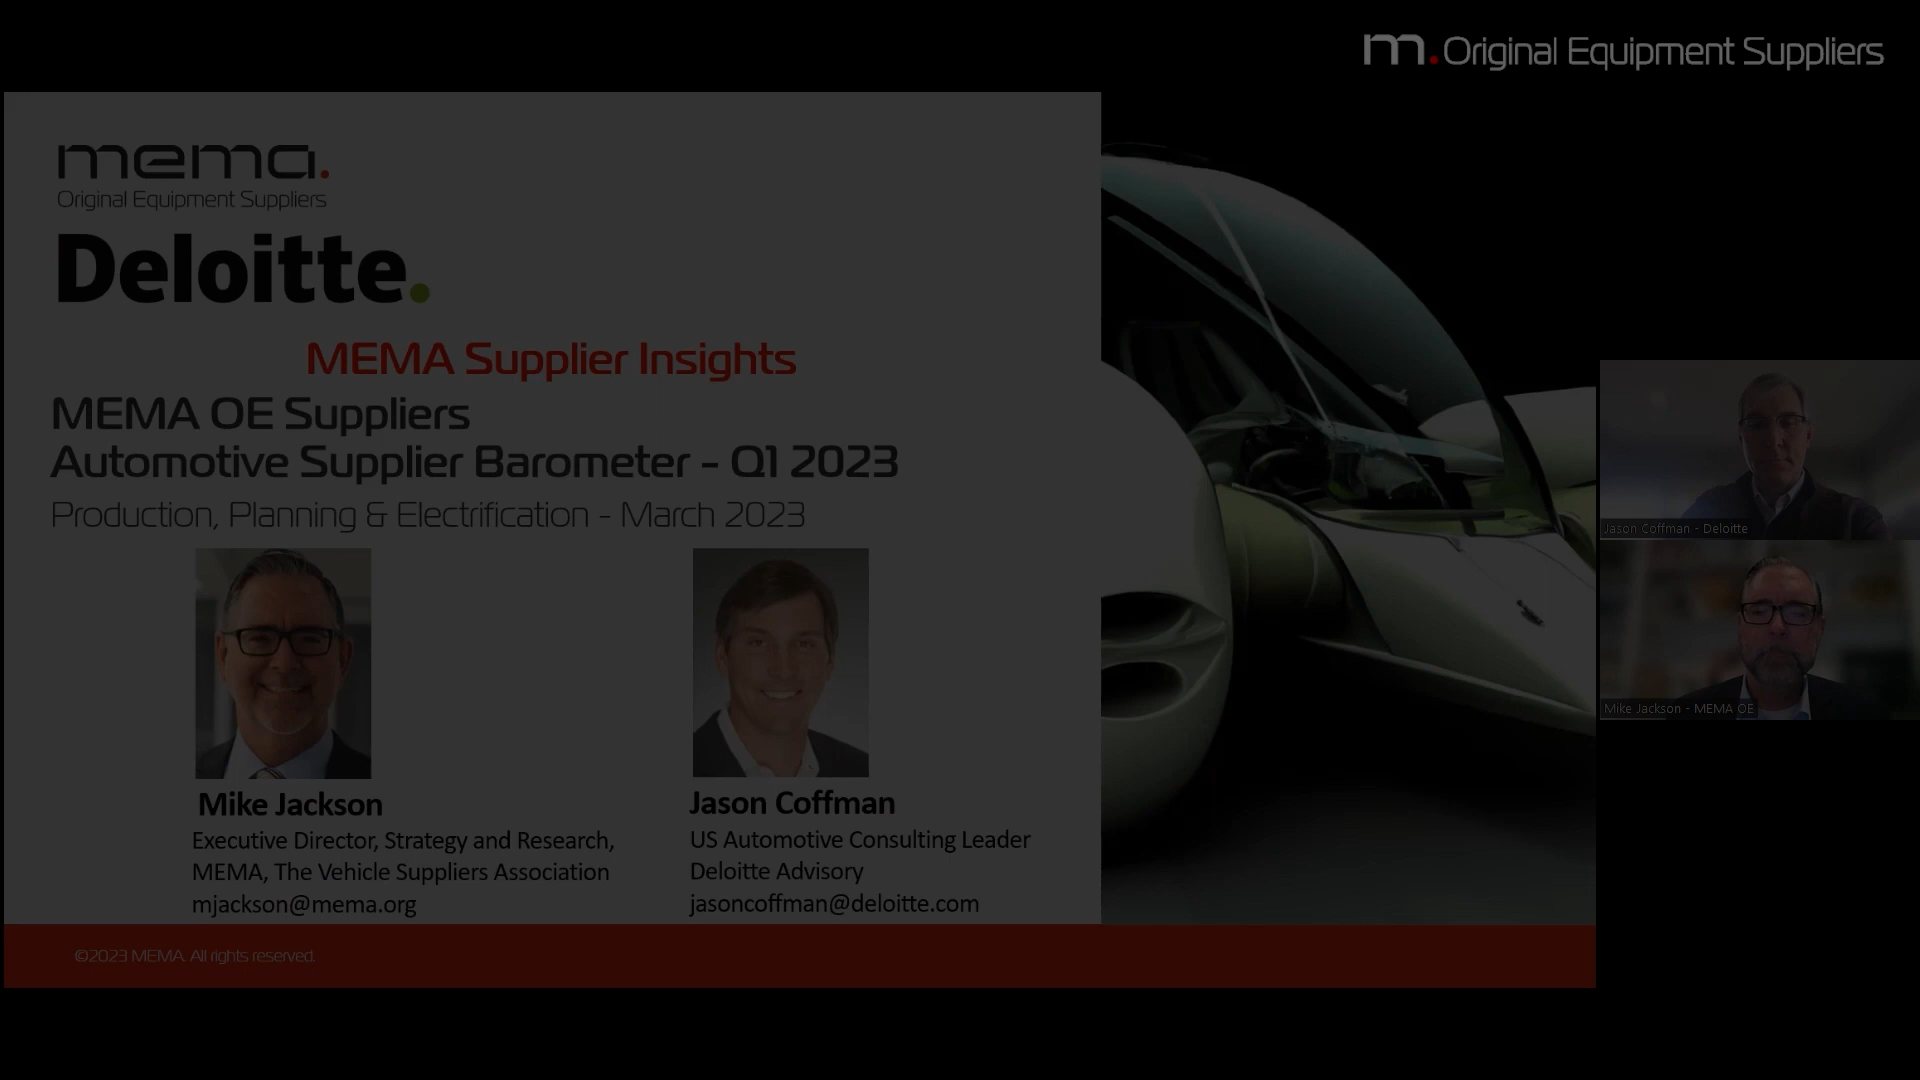 m. Original Equipment Suppliers
mema.
Original Equipment Suppliers
Deloitte.
MEMA Supplier Insights
MEMA OE Suppliers
Automotive Supplier Barometer - Q1 2023
Production, Planning & Electrification - March 2023
Mike Jackson
Executive Director, Strategy and Research,
MEMA, The Vehicle Suppliers Association
mjackson@mema.org
Jason Coffman
US Automotive Consulting Leader
Deloitte Advisory
jasoncoffman@deloitte.com
Jason Coffman - Deloitte
Mike Jackson - MEMA OE
©2023 MEMA. All rights reserved.